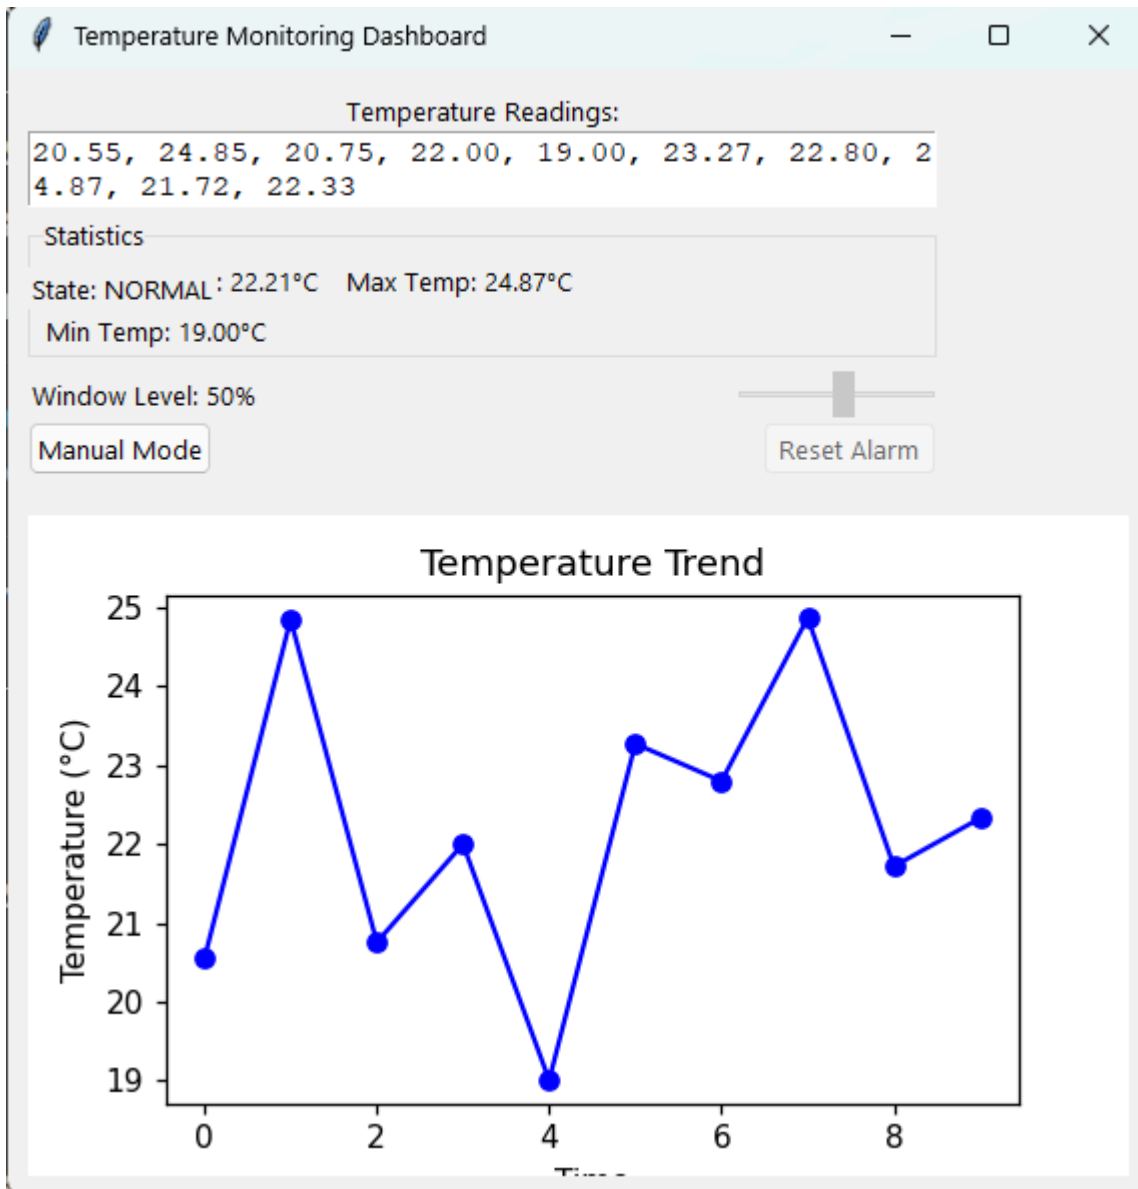 Temperature Monitoring Dashboard
Temperature Readings:
20.55, 24.85, 20.75, 22.00, 19.00, 23.27, 22.80, 2
4.87, 21.72, 22.33
Statistics
State: NORMAL : 22.21°C Max Temp: 24.87°C
Min Temp: 19.00°C
Window Level: 50%
Manual Mode Reset Alarm
Temperature Trend
25
24
23
22
21
20
19
Temperature (°C)
0 2 4 6 8
Time